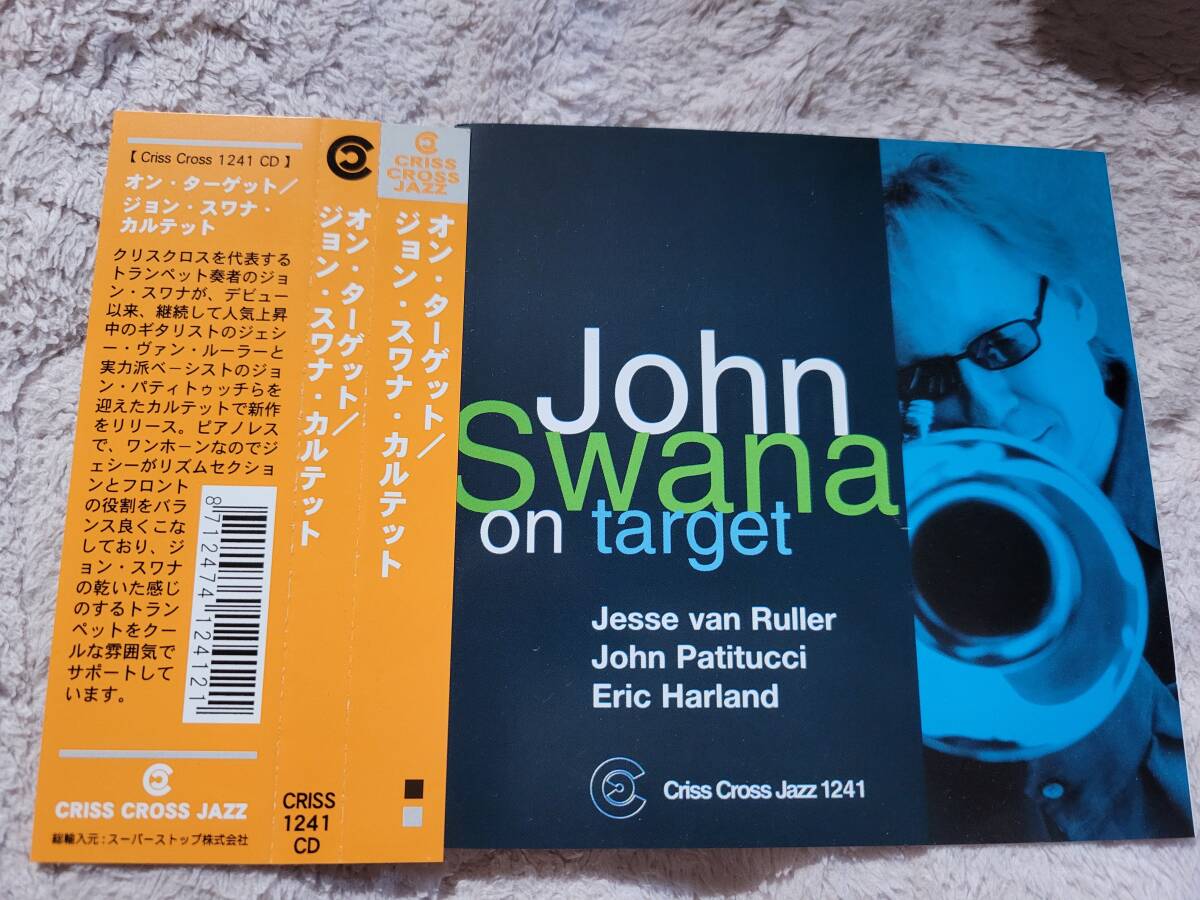 【 Criss Cross 1241 CD 】
オン・ターゲット／
ジョン・スワナ・
カルテット
クリスクロスを代表する
トランペット奏者のジョ
ン・スワナが、デビュー
以来、継続して人気上昇
中のギタリストのジェシ
ー・ヴァン・ルーラーと
実力派ベーシストのジョ
ン・パティトゥッチらを
迎えたカルテットで新作
をリリース。ピアノレス
で、ワンホーンなのでジ
ェシーがリズムセクショ
ンとフロント
の役割をバラ
ンス良くこな
しており、ジ
ョン・スワナ
の乾いた感じ
のするトラン
ペットをクー
ルな雰囲気で
サポートして
います。
8712474124121
CRISS CROSS JAZZ
総輸入元：スーパーストップ株式会社
オン・ターゲット／
ジョン・スワナ・カルテット
CRISS
1241
CD
CRISS
CROSS
JAZZ
オン・ターゲット／
ジョン・スワナ・カルテット
John
Swana
on target
Jesse van Ruller
John Patitucci
Eric Harland
Criss Cross Jazz 1241